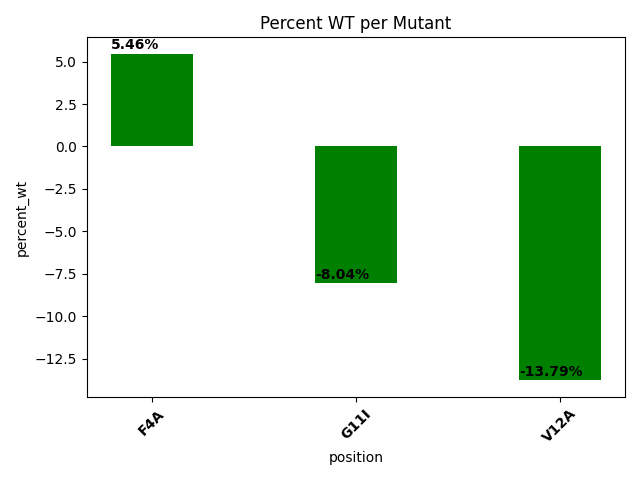 Percent WT per Mutant
5.46%
5.0
2.5
0.0
−2.5
−5.0
−7.5
−10.0
−12.5
percent_wt
-8.04%
-13.79%
F4A
G11I
V12A
position